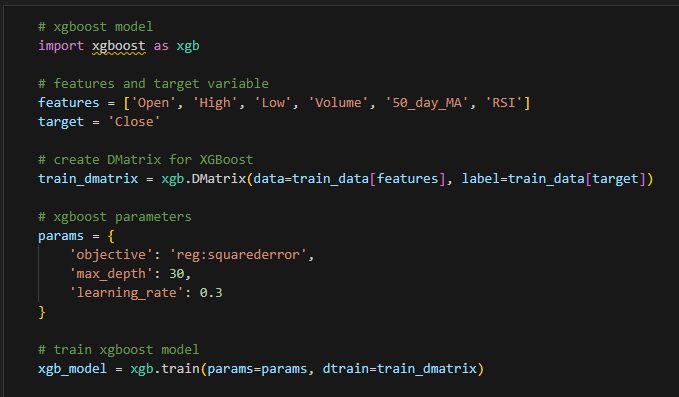 # xgboost model
import xgboost as xgb
# features and target variable
features = ['Open', 'High', 'Low', 'Volume', '50_day_MA', 'RSI']
target = 'Close'
# create DMatrix for XGBoost
train_dmatrix = xgb.DMatrix(data=train_data[features], label=train_data[target])
# xgboost parameters
params = {
    'objective': 'reg:squarederror',
    'max_depth': 30,
    'learning_rate': 0.3
}
# train xgboost model
xgb_model = xgb.train(params=params, dtrain=train_dmatrix)